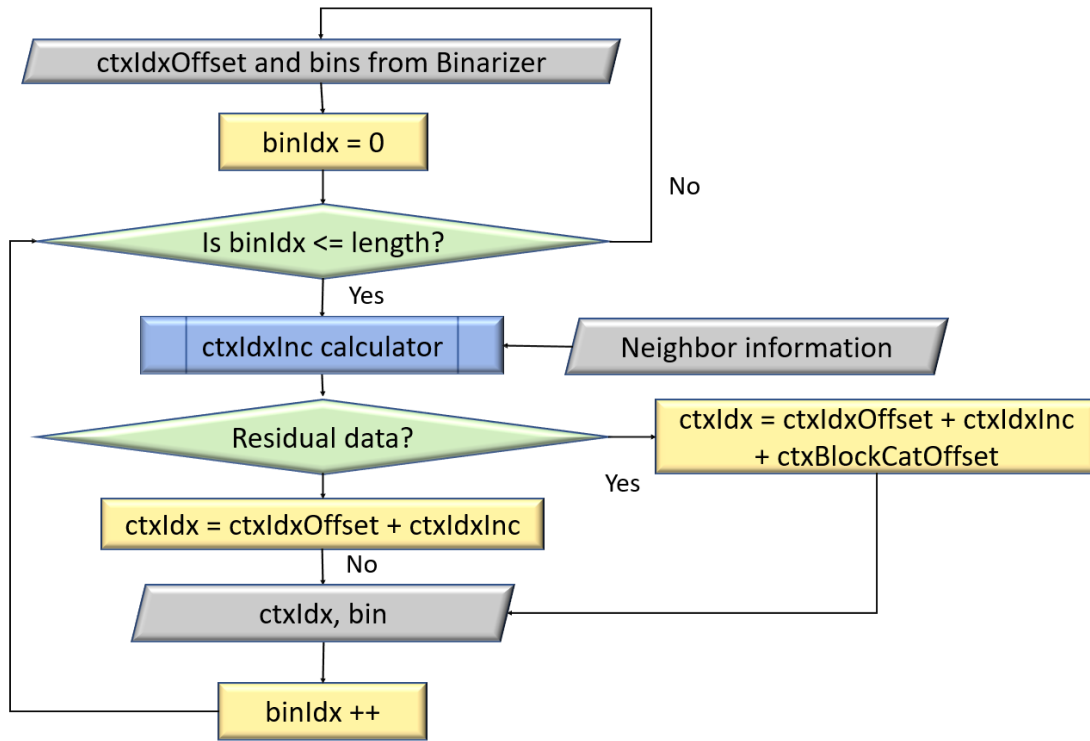 ctxIdxOffset and bins from Binarizer
binIdx = 0
No
Is binIdx <= length?
Yes
ctxIdxInc calculator
Neighbor information
Residual data?
ctxIdx = ctxIdxOffset + ctxIdxInc
+ ctxBlockCatOffset
Yes
ctxIdx = ctxIdxOffset + ctxIdxInc
No
ctxIdx, bin
binIdx ++